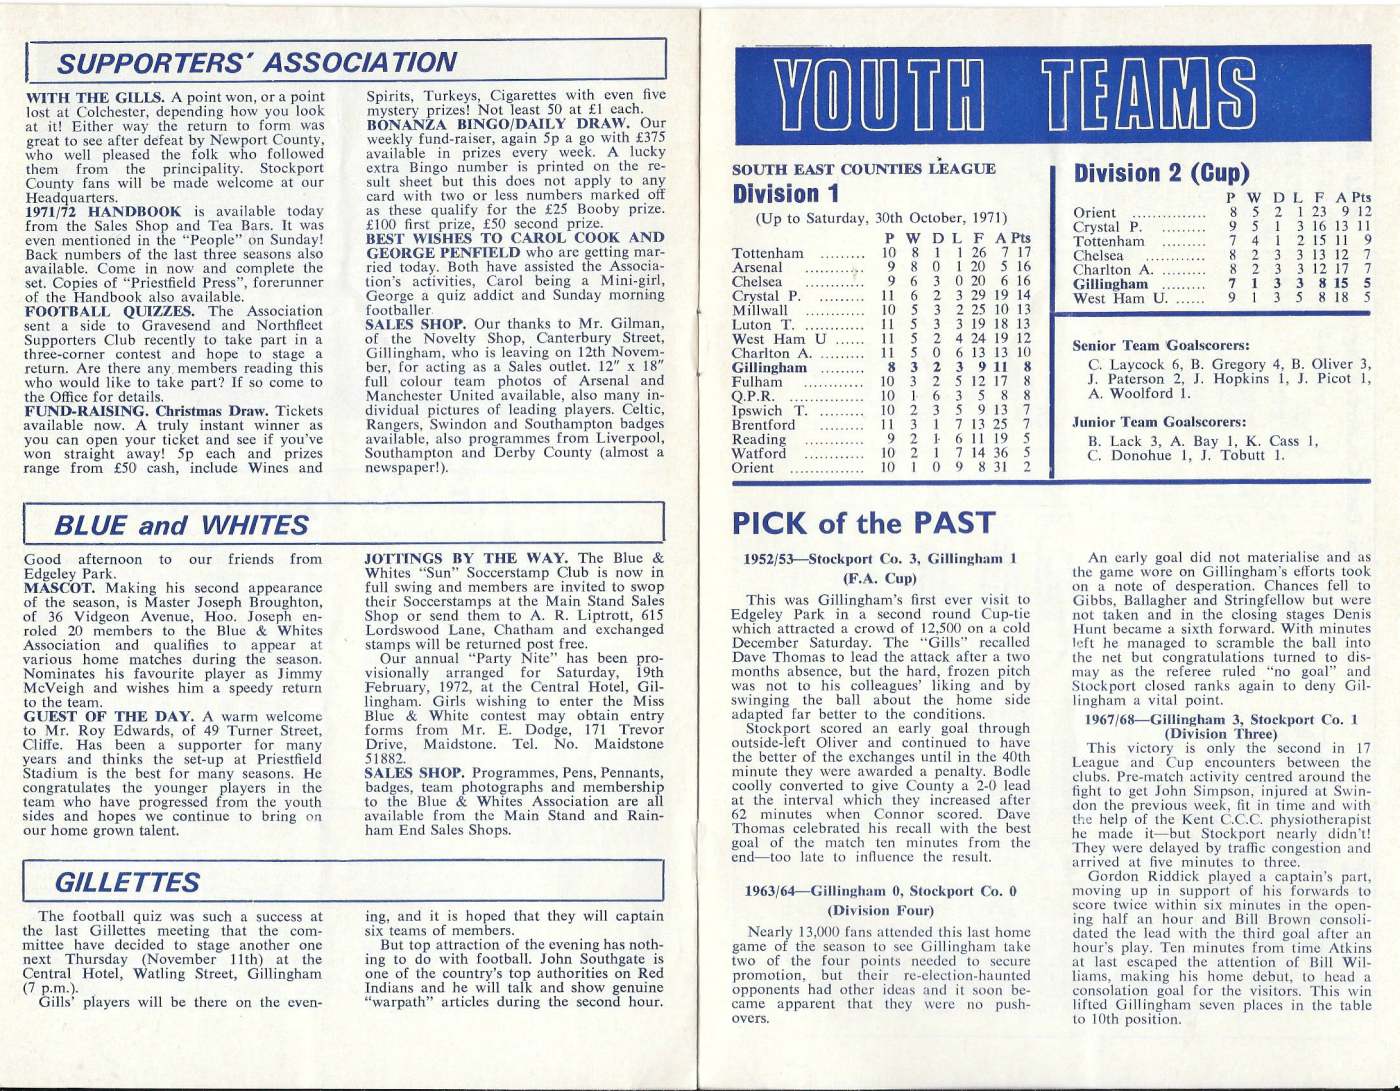 SUPPORTERS' ASSOCIATION
WITH THE GILLS. A point won, or a point
lost at Colchester, depending how you look
at it! Either way the return to form was
great to see after defeat by Newport County,
who well pleased the folk who followed
them from the principality. Stockport
County fans will be made welcome at our
Headquarters.
1971/72 HANDBOOK is available today
from the Sales Shop and Tea Bars. It was
even mentioned in the "People" on Sunday!
Back numbers of the last three seasons also
available. Come in now and complete the
set. Copies of "Priestfield Press", forerunner
of the Handbook also available.
FOOTBALL QUIZZES. The Association
sent a side to Gravesend and Northfleet
Supporters Club recently to take part in a
three-corner contest and hope to stage a
return. Are there any members reading this
who would like to take part? If so come to
the Office for details.
FUND-RAISING. Christmas Draw. Tickets
available now. A truly instant winner as
you can open your ticket and see if you've
won straight away! 5p each and prizes
range from £50 cash, include Wines and
Spirits, Turkeys, Cigarettes with even five
mystery prizes! Not least 50 at £1 each.
BONANZA BINGO/DAILY DRAW. Our
weekly fund-raiser, again 5p a go with £375
available in prizes every week. A lucky
extra Bingo number is printed on the re-
sult sheet but this does not apply to any
card with two or less numbers marked off
as these qualify for the £25 Booby prize.
£100 first prize, £50 second prize.
BEST WISHES TO CAROL COOK AND
GEORGE PENFIELD who are getting mar-
ried today. Both have assisted the Associa-
tion's activities, Carol being a Mini-girl,
George a quiz addict and Sunday morning
footballer
SALES SHOP. Our thanks to Mr. Gilman,
of the Novelty Shop, Canterbury Street,
Gillingham, who is leaving on 12th Novem-
ber, for acting as a Sales outlet. 12″ x 18″
full colour team photos of Arsenal and
Manchester United available, also many in-
dividual pictures of leading players. Celtic,
Rangers, Swindon and Southampton badges
available, also programmes from Liverpool,
Southampton and Derby County (almost a
newspaper!).
BLUE and WHITES
Good afternoon to our friends from
Edgeley Park.
MASCOT. Making his second appearance
of the season, is Master Joseph Broughton,
of 36 Vidgeon Avenue, Hoo. Joseph en-
roled 20 members to the Blue & Whites
Association and qualifies to appear at
various home matches during the season.
Nominates his favourite player as Jimmy
McVeigh and wishes him a speedy return
to the team.
GUEST OF THE DAY. A warm welcome
to Mr. Roy Edwards, of 49 Turner Street,
Cliffe. Has been a supporter for many
years and thinks the set-up at Priestfield
Stadium is the best for many seasons. He
congratulates the younger players in the
team who have progressed from the youth
sides and hopes we continue to bring on
our home grown talent.
JOTTINGS BY THE WAY. The Blue &
Whites "Sun" Soccerstamp Club is now in
full swing and members are invited to swop
their Soccerstamps at the Main Stand Sales
Shop or send them to A. R. Liptrott, 615
Lordswood Lane, Chatham and exchanged
stamps will be returned post free.
Our annual "Party Nite" has been pro-
visionally arranged for Saturday, 19th
February, 1972, at the Central Hotel, Gil-
lingham. Girls wishing to enter the Miss
Blue & White contest may obtain entry
forms from Mr. E. Dodge, 171 Trevor
Drive, Maidstone. Tel. No. Maidstone
51882.
SALES SHOP. Programmes, Pens, Pennants,
badges, team photographs and membership
to the Blue & Whites Association are all
available from the Main Stand and Rain-
ham End Sales Shops.
GILLETTES
The football quiz was such a success at
the last Gillettes meeting that the com-
mittee have decided to stage another one
next Thursday (November 11th) at the
Central Hotel, Watling Street, Gillingham
(7 p.m.).
Gills' players will be there on the even-
ing, and it is hoped that they will captain
six teams of members.
But top attraction of the evening has noth-
ing to do with football. John Southgate is
one of the country's top authorities on Red
Indians and he will talk and show genuine
"warpath" articles during the second hour.
YOUTH TEAMS
SOUTH EAST COUNTIES LEAGUE
Division 1
(Up to Saturday, 30th October, 1971)
P W D L F A Pts
Tottenham ......... 10 8 1 1 26 7 17
Arsenal ............ 9 8 0 1 20 5 16
Chelsea ............ 9 6 3 0 20 6 16
Crystal P. ......... 11 6 2 3 29 19 14
Millwall ............ 10 5 3 2 25 10 13
Luton T. ............ 11 5 3 3 19 18 13
West Ham U ...... 11 5 2 4 24 19 12
Charlton A. ......... 11 5 0 6 13 13 10
Gillingham ......... 8 3 2 3 9 11 8
Fulham ............ 10 3 2 5 12 17 8
Q.P.R. ............... 10 1 6 3 5 8 8
Ipswich T. ......... 10 2 3 5 9 13 7
Brentford ......... 11 3 1 7 13 25 7
Reading ............ 9 2 1 6 11 19 5
Watford ............ 10 2 1 7 14 36 5
Orient ............... 10 1 0 9 8 31 2
Division 2 (Cup)
P W D L F A Pts
Orient ............... 8 5 2 1 23 9 12
Crystal P. ......... 9 5 1 3 16 13 11
Tottenham ......... 7 4 1 2 15 11 9
Chelsea ............ 8 2 3 3 13 12 7
Charlton A. ......... 8 2 3 3 12 17 7
Gillingham ......... 7 1 3 3 8 15 5
West Ham U. ...... 9 1 3 5 8 18 5
Senior Team Goalscorers:
C. Laycock 6, B. Gregory 4, B. Oliver 3,
J. Paterson 2, J. Hopkins 1, J. Picot 1,
A. Woolford 1.
Junior Team Goalscorers:
B. Lack 3, A. Bay 1, K. Cass 1,
C. Donohue 1, J. Tobutt 1.
PICK of the PAST
1952/53—Stockport Co. 3, Gillingham 1
(F.A. Cup)
This was Gillingham's first ever visit to
Edgeley Park in a second round Cup-tie
which attracted a crowd of 12,500 on a cold
December Saturday. The "Gills" recalled
Dave Thomas to lead the attack after a two
months absence, but the hard, frozen pitch
was not to his colleagues' liking and by
swinging the ball about the home side
adapted far better to the conditions.
Stockport scored an early goal through
outside-left Oliver and continued to have
the better of the exchanges until in the 40th
minute they were awarded a penalty. Bodle
coolly converted to give County a 2-0 lead
at the interval which they increased after
62 minutes when Connor scored. Dave
Thomas celebrated his recall with the best
goal of the match ten minutes from the
end—too late to influence the result.
1963/64—Gillingham 0, Stockport Co. 0
(Division Four)
Nearly 13,000 fans attended this last home
game of the season to see Gillingham take
two of the four points needed to secure
promotion, but their re-election-haunted
opponents had other ideas and it soon be-
came apparent that they were no push-
overs.
An early goal did not materialise and as
the game wore on Gillingham's efforts took
on a note of desperation. Chances fell to
Gibbs, Ballagher and Stringfellow but were
not taken and in the closing stages Denis
Hunt became a sixth forward. With minutes
left he managed to scramble the ball into
the net but congratulations turned to dis-
may as the referee ruled "no goal" and
Stockport closed ranks again to deny Gil-
lingham a vital point.
1967/68—Gillingham 3, Stockport Co. 1
(Division Three)
This victory is only the second in 17
League and Cup encounters between the
clubs. Pre-match activity centred around the
fight to get John Simpson, injured at Swin-
don the previous week, fit in time and with
the help of the Kent C.C.C. physiotherapist
he made it—but Stockport nearly didn't!
They were delayed by traffic congestion and
arrived at five minutes to three.
Gordon Riddick played a captain's part,
moving up in support of his forwards to
score twice within six minutes in the open-
ing half an hour and Bill Brown consoli-
dated the lead with the third goal after an
hour's play. Ten minutes from time Atkins
at last escaped the attention of Bill Wil-
liams, making his home debut, to head a
consolation goal for the visitors. This win
lifted Gillingham seven places in the table
to 10th position.